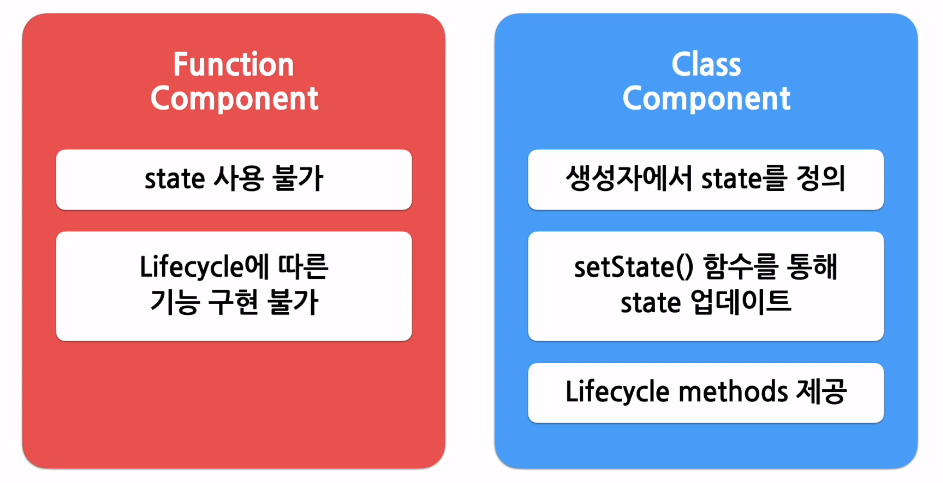 Function
Component
state 사용 불가
Lifecycle에 따른
기능 구현 불가
Class
Component
생성자에서 state를 정의
setState() 함수를 통해
state 업데이트
Lifecycle methods 제공